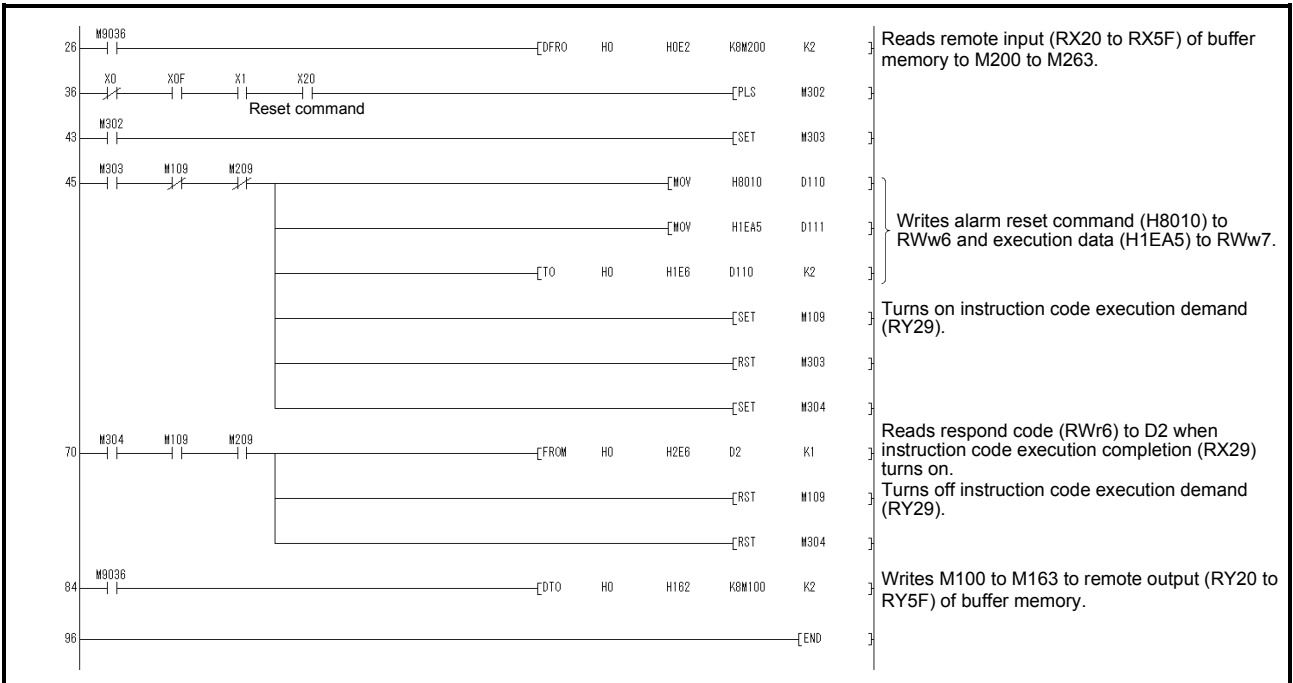 M9036
26 [DFRO H0 H0E2 K8M200 K2 ] Reads remote input (RX20 to RX5F) of buffer
memory to M200 to M263.
X0 X0F X1 X20
36 [PLS M302 ]
Reset command
M302
43 [SET M303 ]
M303 M109 M209
45 [MOV H8010 D110 ]
[MOV H1EA5 D111 ] Writes alarm reset command (H8010) to
RWw6 and execution data (H1EA5) to RWw7.
[TO H0 H1E6 D110 K2 ]
[SET M109 ] Turns on instruction code execution demand
(RY29).
[RST M303 ]
[SET M304 ]
M304 M109 M209
70 [FROM H0 H2E6 D2 K1 ] Reads respond code (RWr6) to D2 when
instruction code execution completion (RX29)
turns on.
[RST M109 ] Turns off instruction code execution demand
(RY29).
[RST M304 ]
M9036
84 [DTO H0 H162 K8M100 K2 ] Writes M100 to M163 to remote output (RY20 to
RY5F) of buffer memory.
96 [END ]